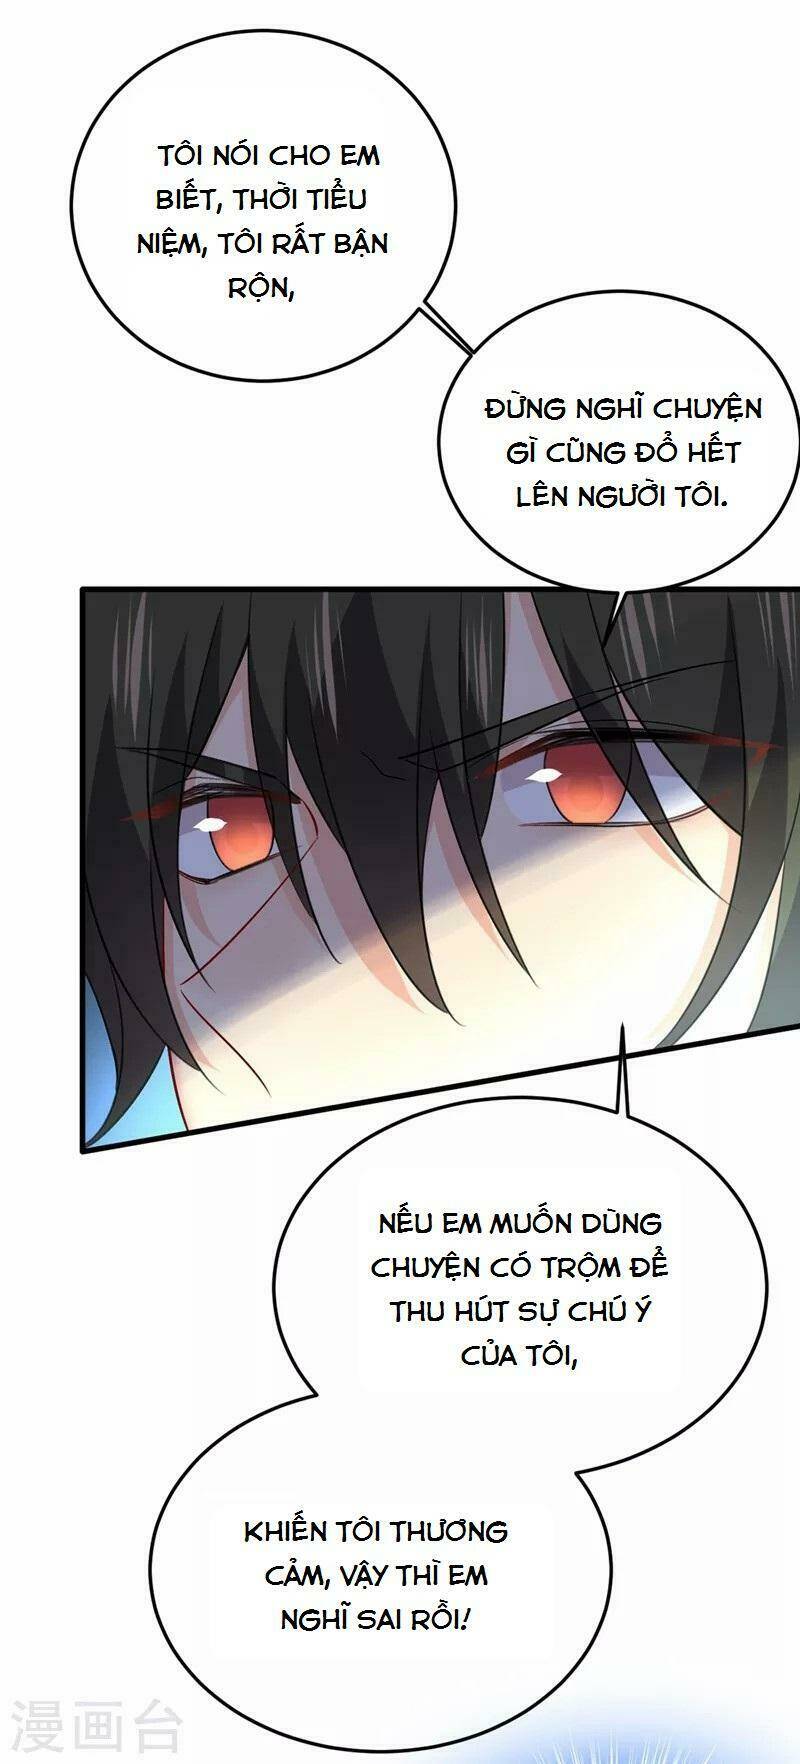 TÔI NÓI CHO EM
BIẾT, THỜI TIỂU
NIỆM, TÔI RẤT BẬN
RỘN,
ĐỪNG NGHĨ CHUYỆN
GÌ CŨNG ĐỔ HẾT
LÊN NGƯỜI TÔI.
NẾU EM MUỐN DÙNG
CHUYỆN CÓ TRỘM ĐỂ
THU HÚT SỰ CHÚ Ý
CỦA TÔI,
KHIẾN TÔI THƯƠNG
CẢM, VẬY THÌ EM
NGHĨ SAI RỒI!
漫画台